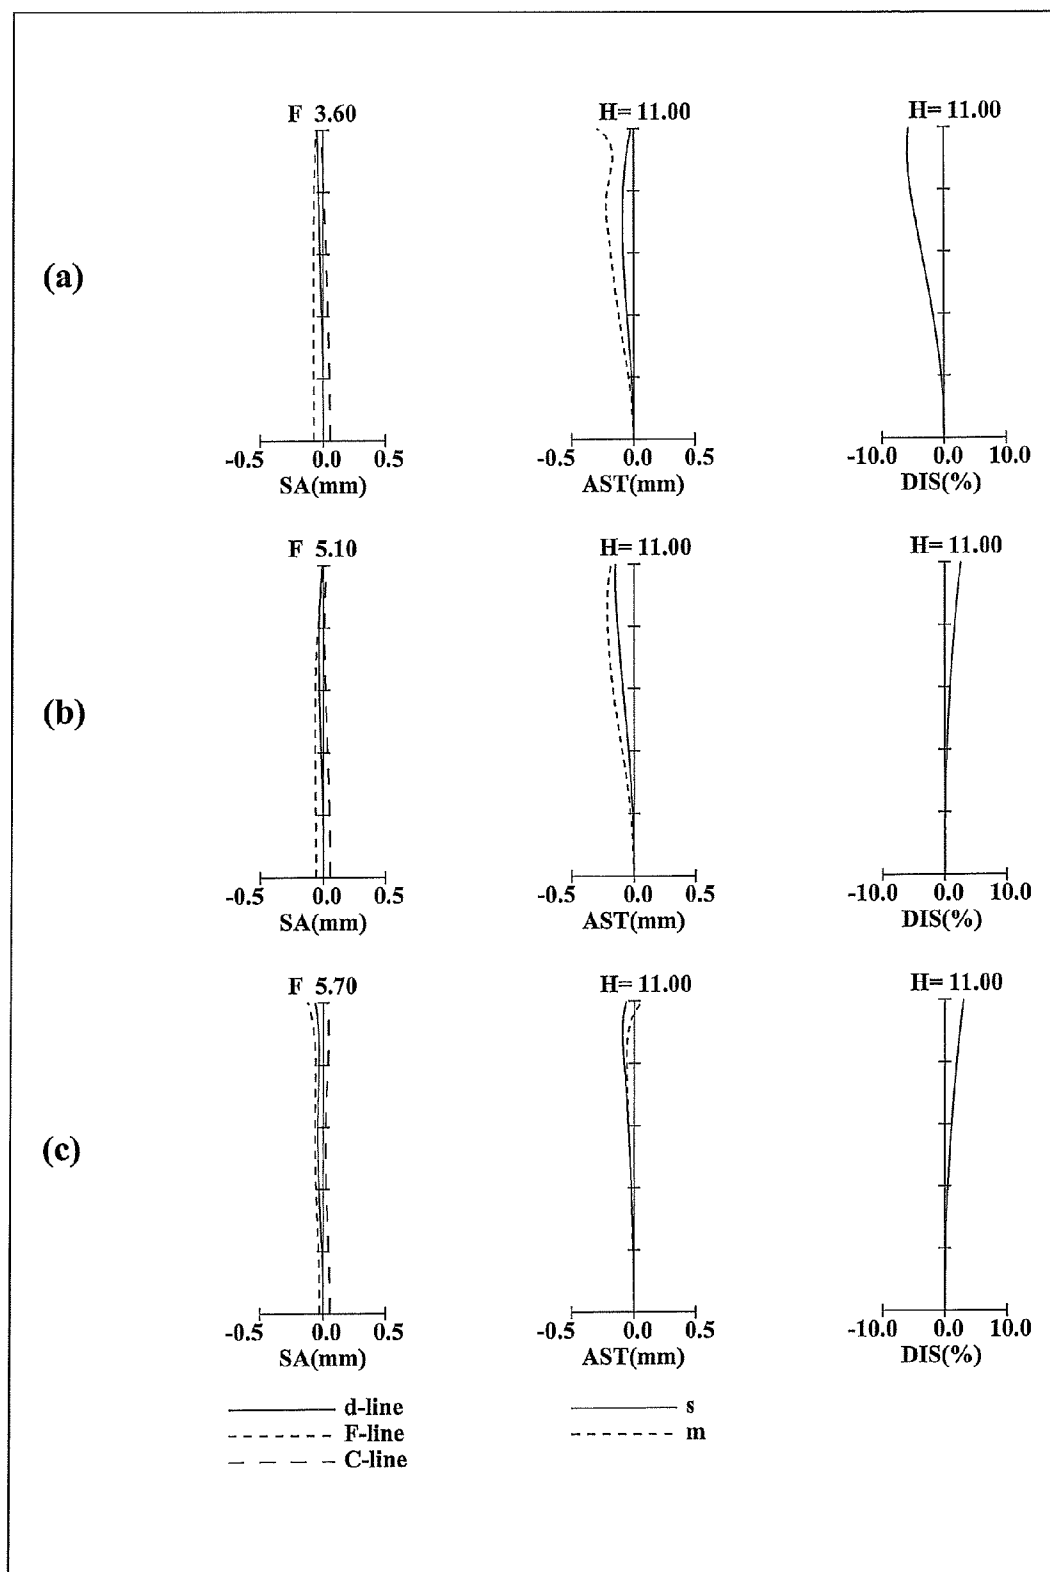 F 3.60
H= 11.00
H= 11.00
(a)
-0.5 0.0 0.5
SA(mm)
-0.5 0.0 0.5
AST(mm)
-10.0 0.0 10.0
DIS(%)
F 5.10
H= 11.00
H= 11.00
(b)
-0.5 0.0 0.5
SA(mm)
-0.5 0.0 0.5
AST(mm)
-10.0 0.0 10.0
DIS(%)
F 5.70
H= 11.00
H= 11.00
(c)
-0.5 0.0 0.5
SA(mm)
-0.5 0.0 0.5
AST(mm)
-10.0 0.0 10.0
DIS(%)
d-line
F-line
C-line
s
m